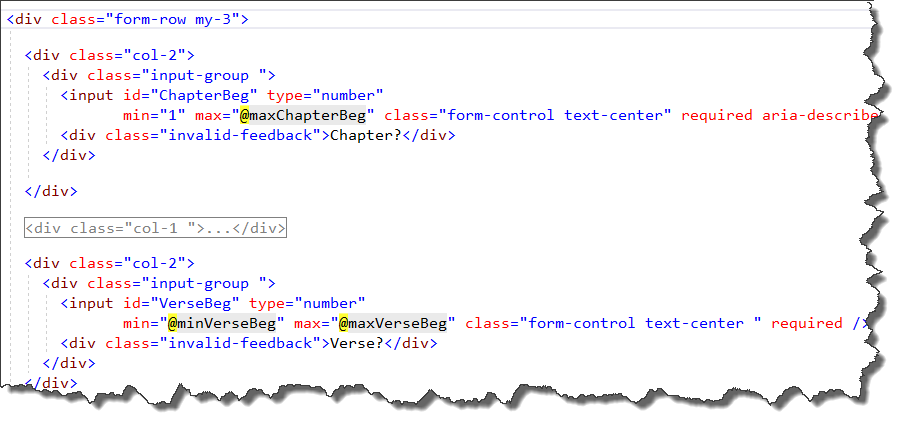 <div class="form-row my-3">
<div class="col-2">
<div class="input-group ">
<input id="ChapterBeg" type="number"
min="1" max="@maxChapterBeg" class="form-control text-center" required aria-describe
<div class="invalid-feedback">Chapter?</div>
</div>
</div>
<div class="col-1 ">...</div>
<div class="col-2">
<div class="input-group ">
<input id="VerseBeg" type="number"
min="@minVerseBeg" max="@maxVerseBeg" class="form-control text-center " required />
<div class="invalid-feedback">Verse?</div>
</div>
</div>